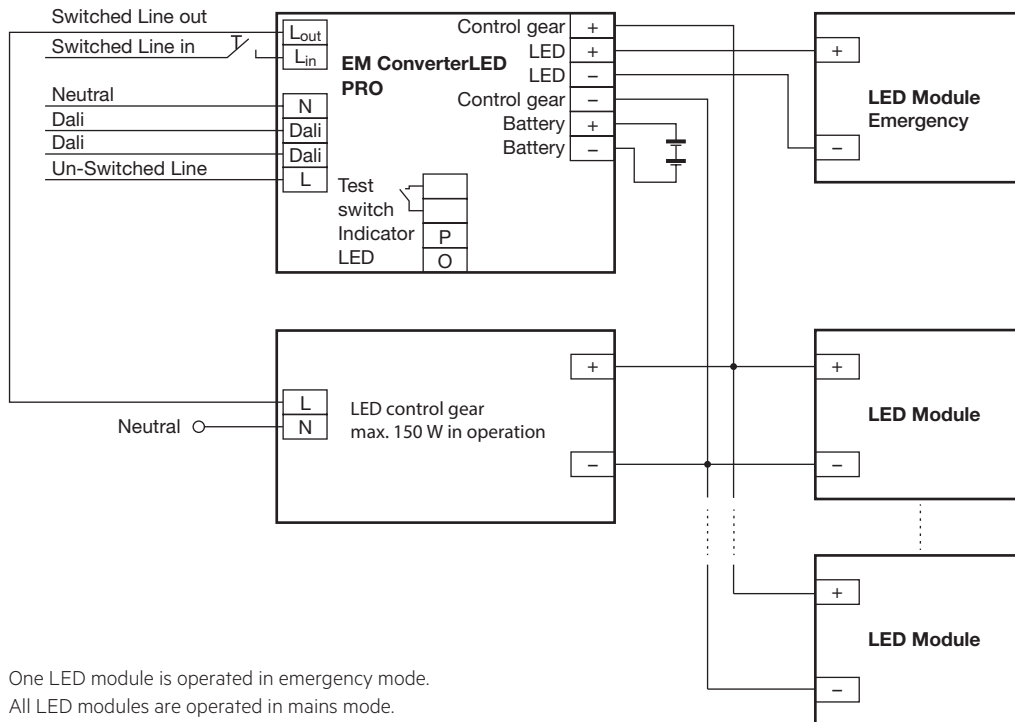 Switched Line out
Switched Line in
Neutral
Dali
Dali
Un-Switched Line
Lout
Lin
N
Dali
Dali
L
EM ConverterLED
PRO
Test
switch
Indicator
LED
P
O
Control gear +
LED +
LED –
Control gear –
Battery +
Battery –
+
–
LED Module
Emergency
Neutral
L
N
LED control gear
max. 150 W in operation
+
–
+
–
LED Module
+
–
LED Module
One LED module is operated in emergency mode.
All LED modules are operated in mains mode.